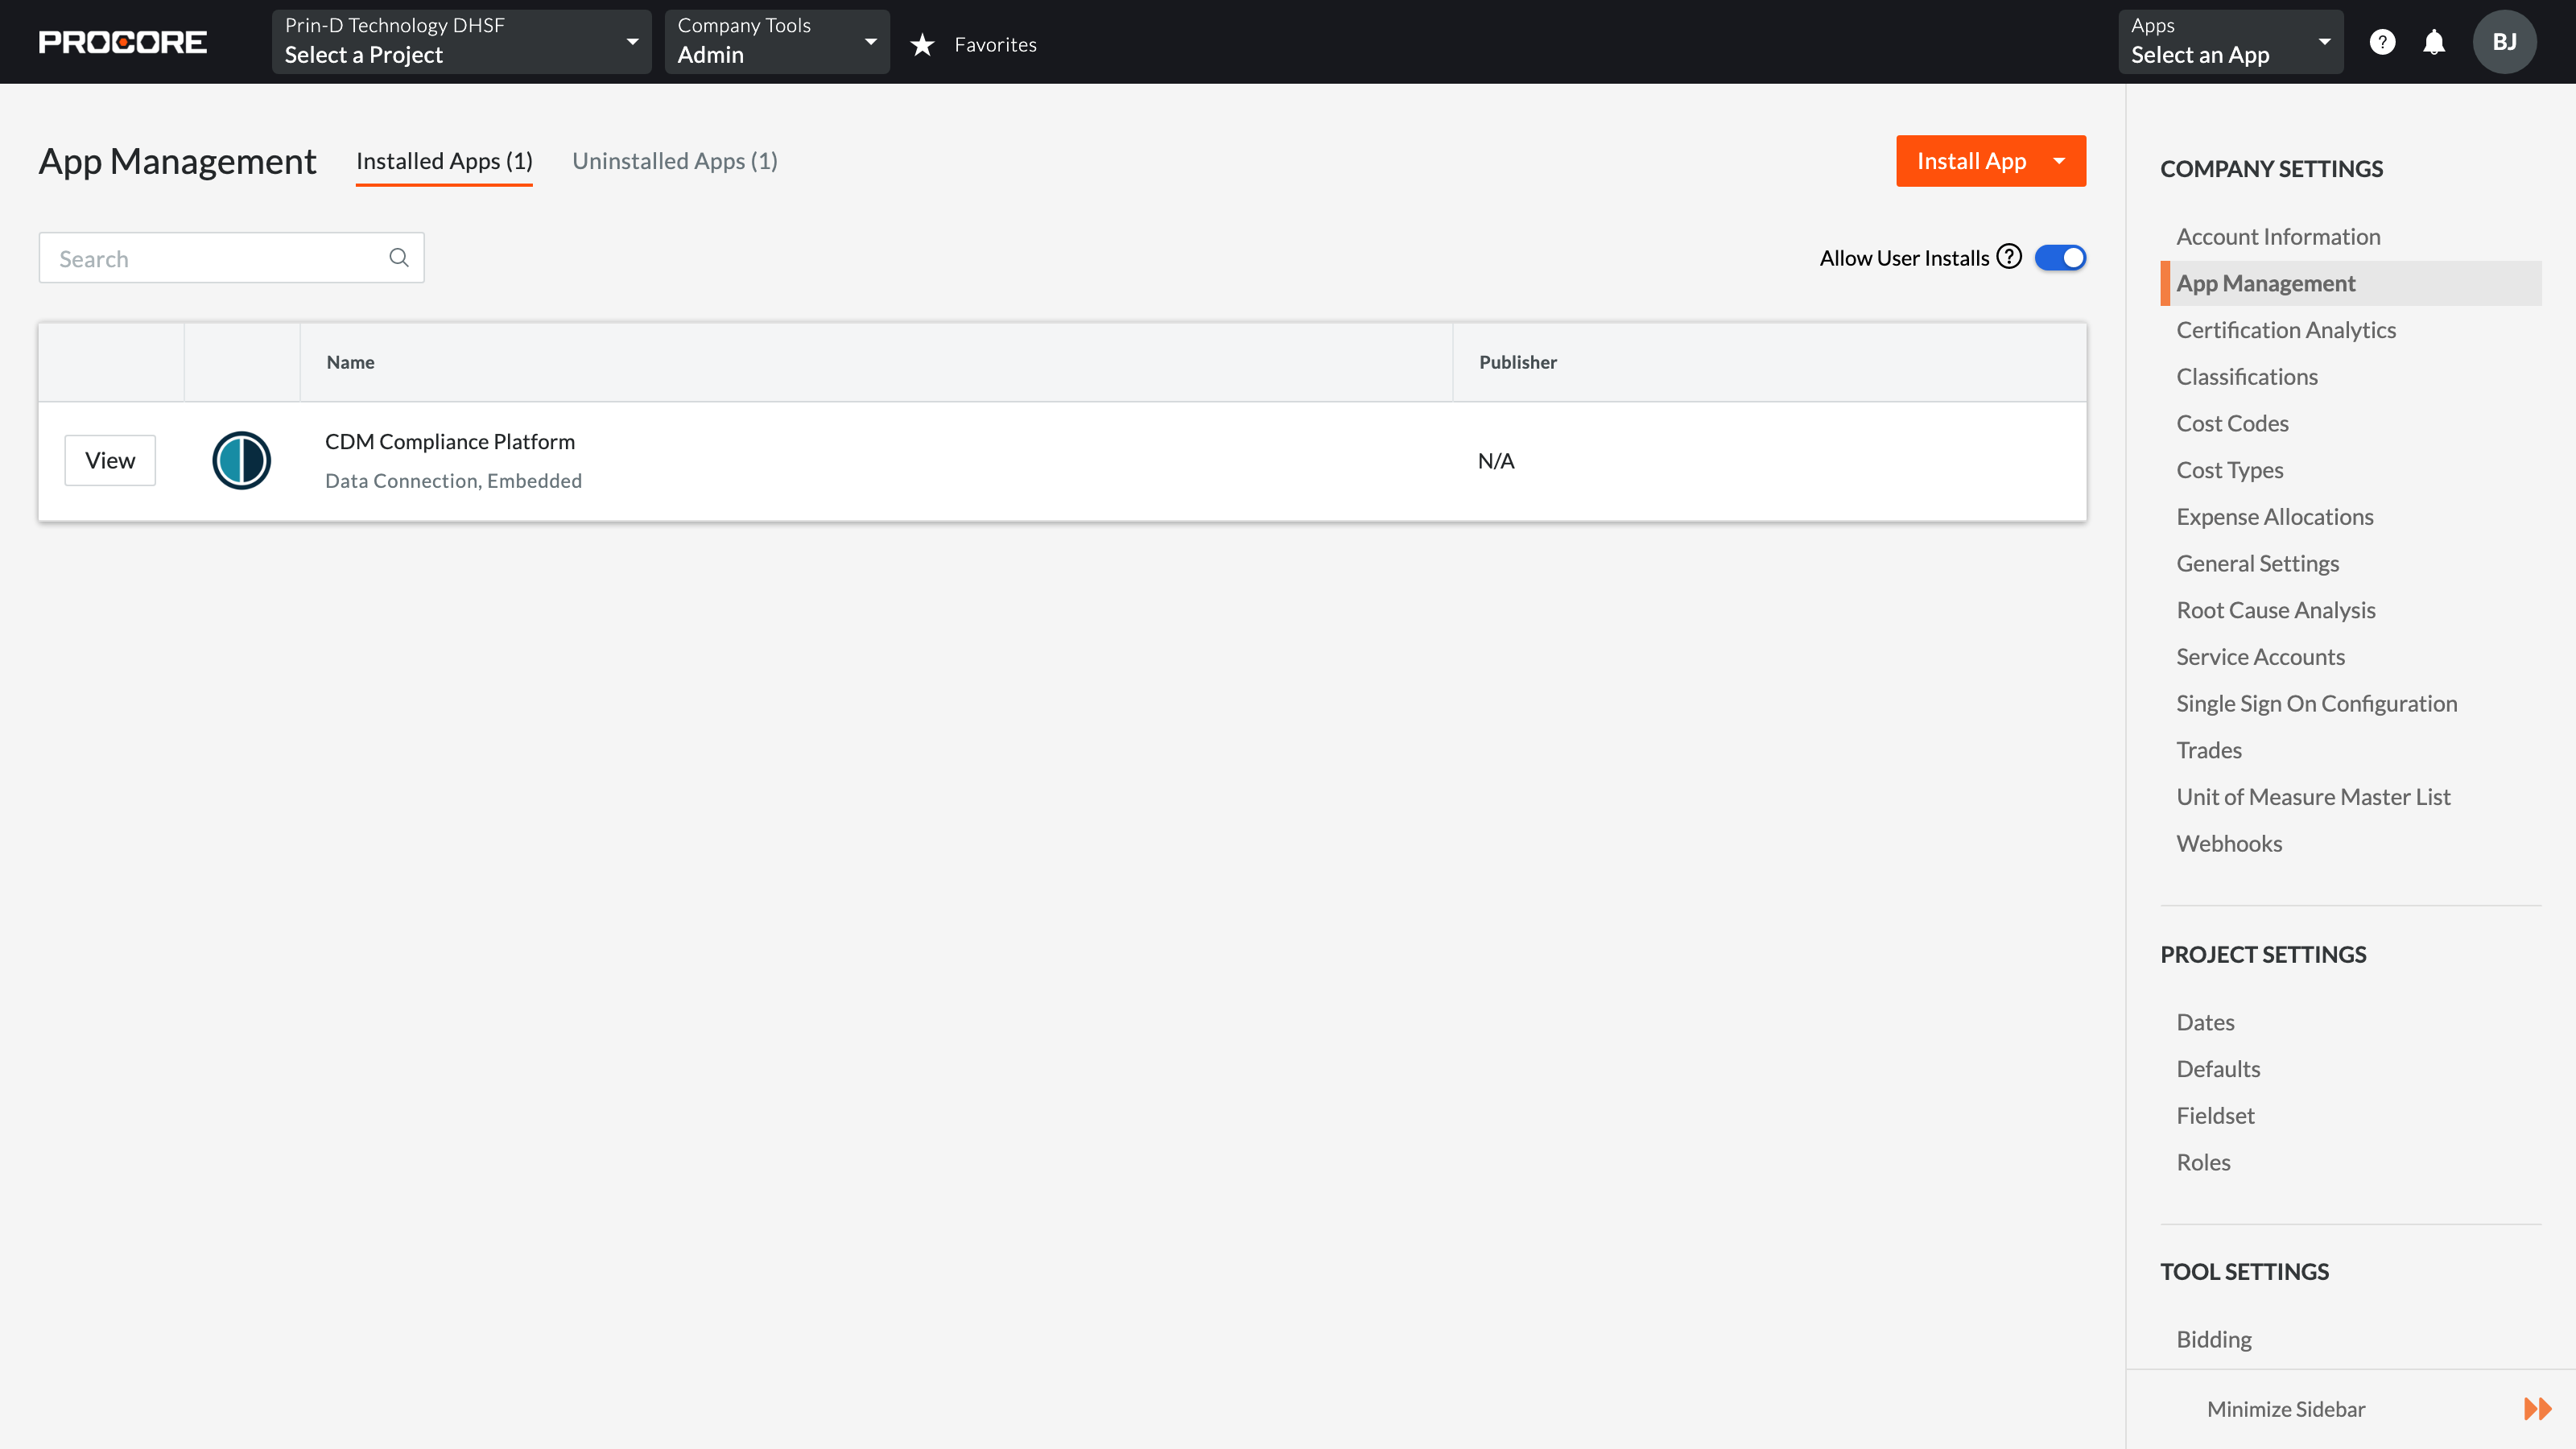 PROCORE
Prin-D Technology DHSF
Select a Project
Company Tools
Admin
Favorites
Apps
Select an App
?
BJ
App Management
Installed Apps (1)
Uninstalled Apps (1)
Install App
Search
Allow User Installs ?
Name
Publisher
View
CDM Compliance Platform
Data Connection, Embedded
N/A
COMPANY SETTINGS
Account Information
App Management
Certification Analytics
Classifications
Cost Codes
Cost Types
Expense Allocations
General Settings
Root Cause Analysis
Service Accounts
Single Sign On Configuration
Trades
Unit of Measure Master List
Webhooks
PROJECT SETTINGS
Dates
Defaults
Fieldset
Roles
TOOL SETTINGS
Bidding
Minimize Sidebar